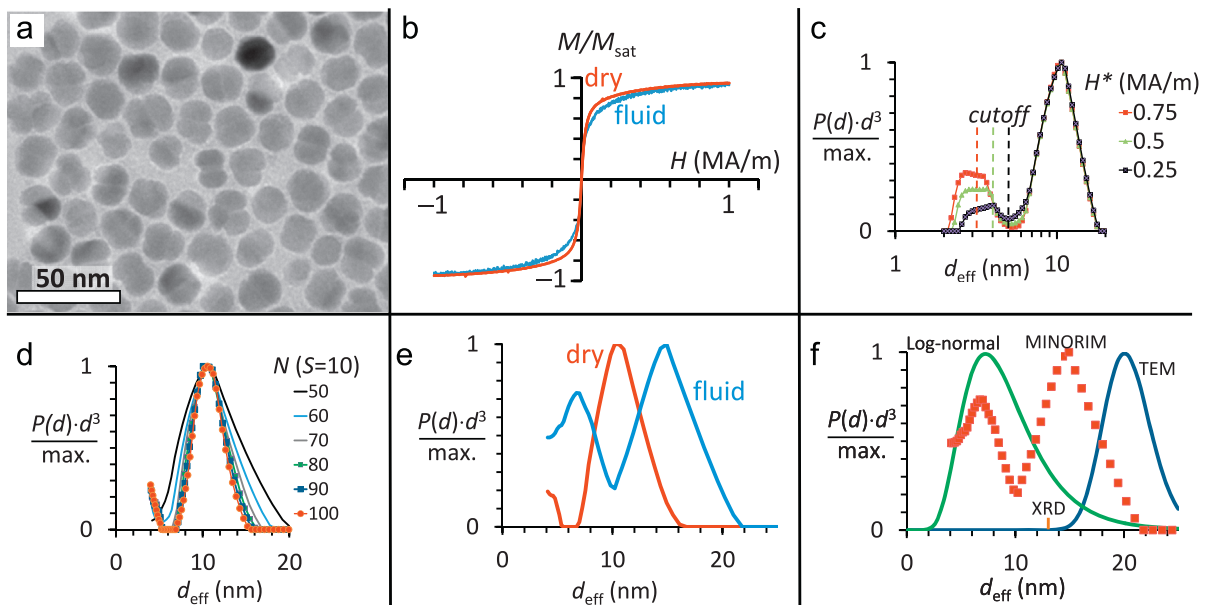 a
50 nm
b
M/Msat
1
dry
fluid
H (MA/m)
−1
1
−1
c
1
cutoff
H* (MA/m)
0.75
0.5
0.25
P(d)·d³
max.
0
1
10
deff (nm)
d
1
N (S=10)
50
60
70
80
90
100
P(d)·d³
max.
0
0
10
20
deff (nm)
e
1
dry
fluid
P(d)·d³
max.
0
0
10
20
deff (nm)
f
Log-normal
MINORIM
1
TEM
P(d)·d³
max.
XRD
0
0
10
20
deff (nm)